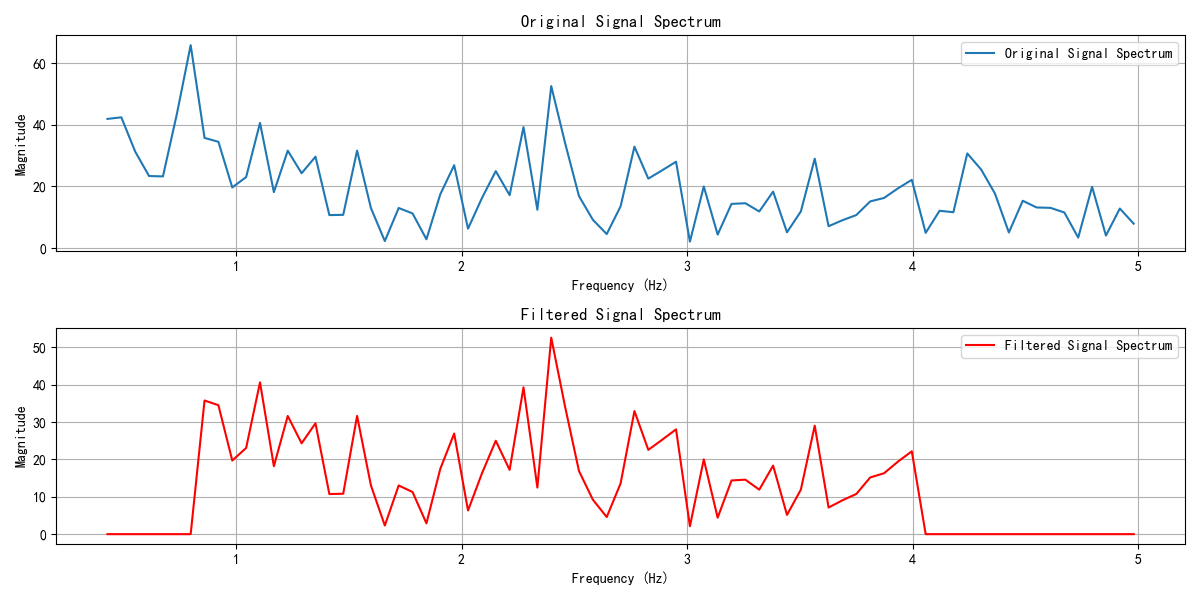 Original Signal Spectrum
Original Signal Spectrum
60
40
20
0
Magnitude
1 2 3 4 5
Frequency (Hz)
Filtered Signal Spectrum
Filtered Signal Spectrum
50
40
30
20
10
0
Magnitude
1 2 3 4 5
Frequency (Hz)